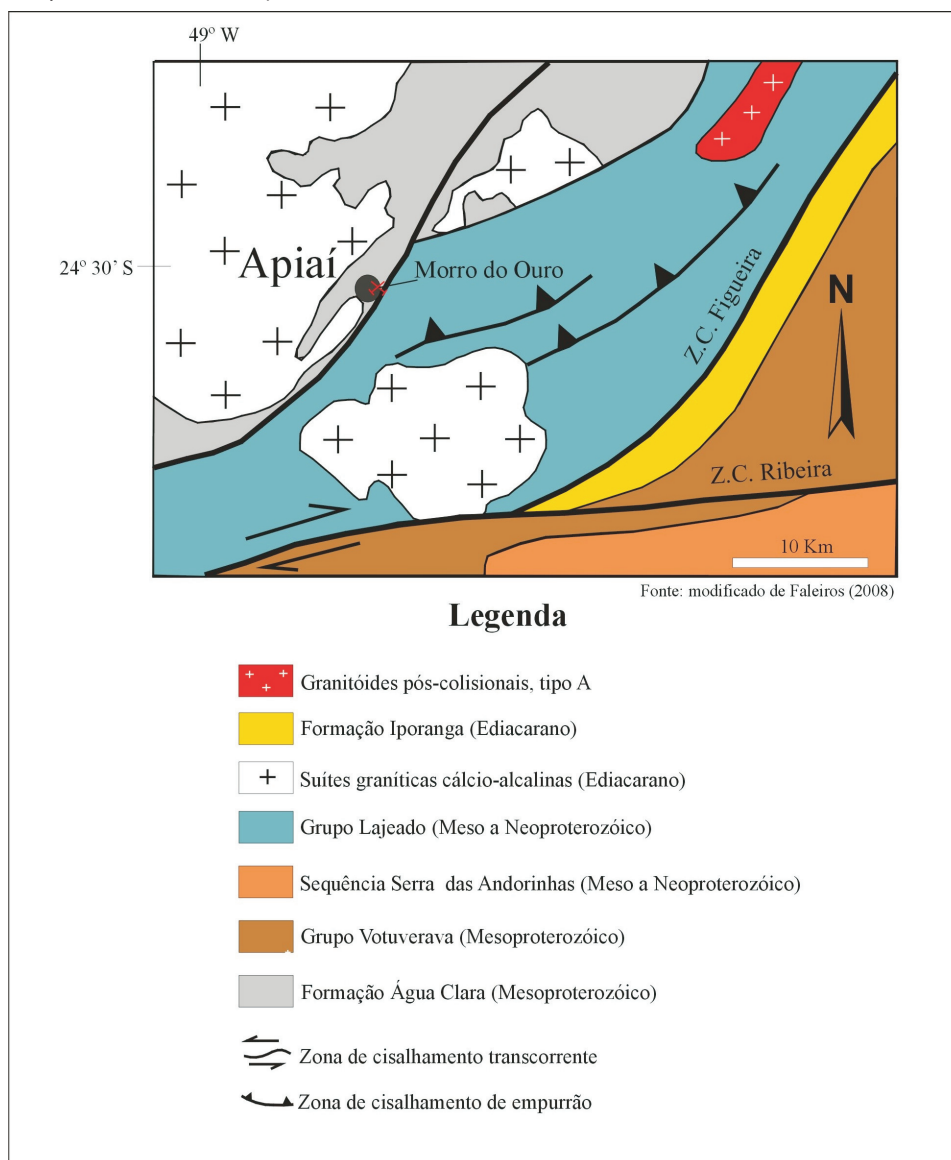 49º W
24º 30’ S
Apiaí
Morro do Ouro
Z.C. Figueira
N
Z.C. Ribeira
10 Km
Fonte: modificado de Faleiros (2008)
Legenda
Granitóides pós-colisionais, tipo A
Formação Iporanga (Ediacarano)
Suítes graníticas cálcio-alcalinas (Ediacarano)
Grupo Lajeado (Meso a Neoproterozóico)
Sequência Serra das Andorinhas (Meso a Neoproterozóico)
Grupo Votuverava (Mesoproterozóico)
Formação Água Clara (Mesoproterozóico)
Zona de cisalhamento transcorrente
Zona de cisalhamento de empurrão